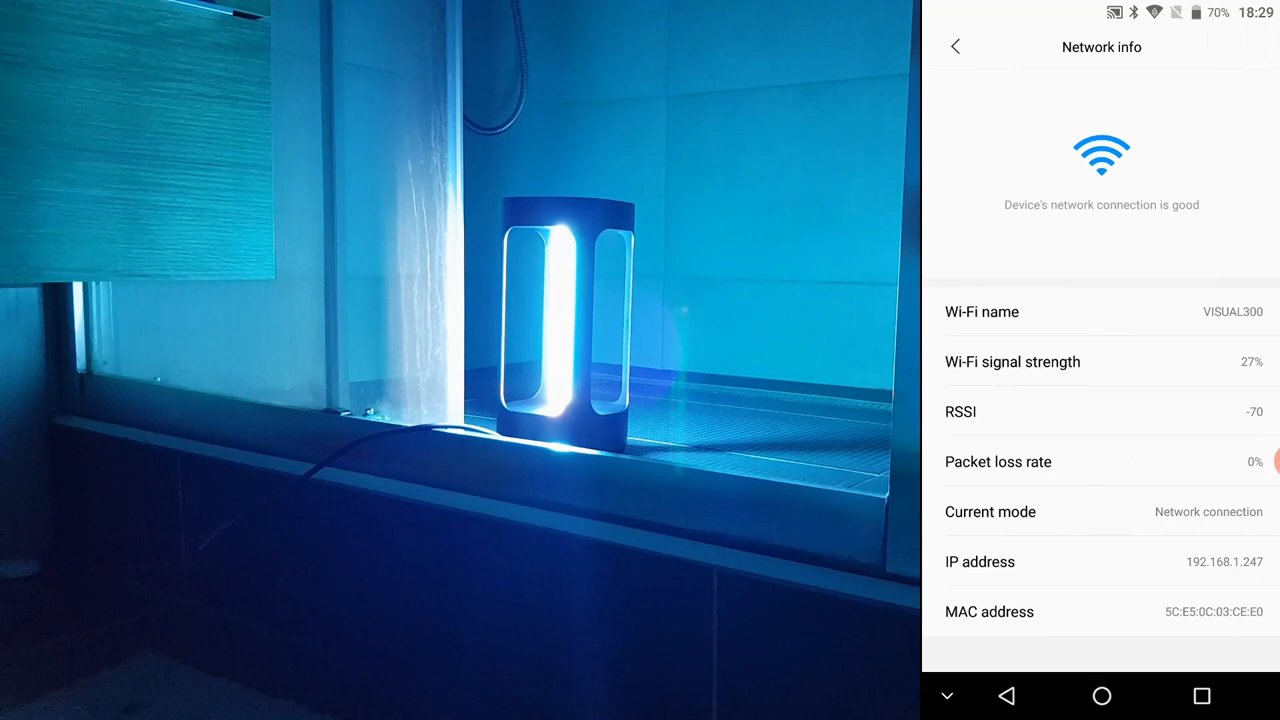 70% 18:29
Network info
Device's network connection is good
Wi-Fi name VISUAL300
Wi-Fi signal strength 27%
RSSI -70
Packet loss rate 0%
Current mode Network connection
IP address 192.168.1.247
MAC address 5C:E5:0C:03:CE:E0